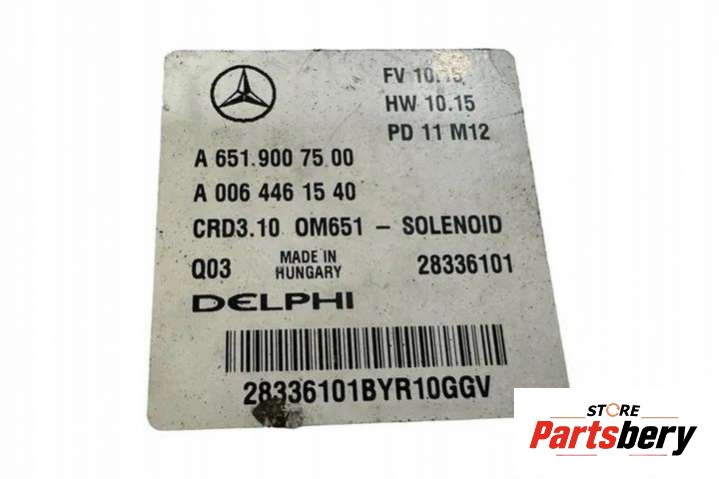 FV 10.15
HW 10.15
PD 11 M12
A 651.900 75 00
A 006 446 15 40
CRD3.10 OM651 – SOLENOID
Q03 MADE IN HUNGARY 28336101
DELPHI
28336101BYR10GGV
STORE
Partsbery